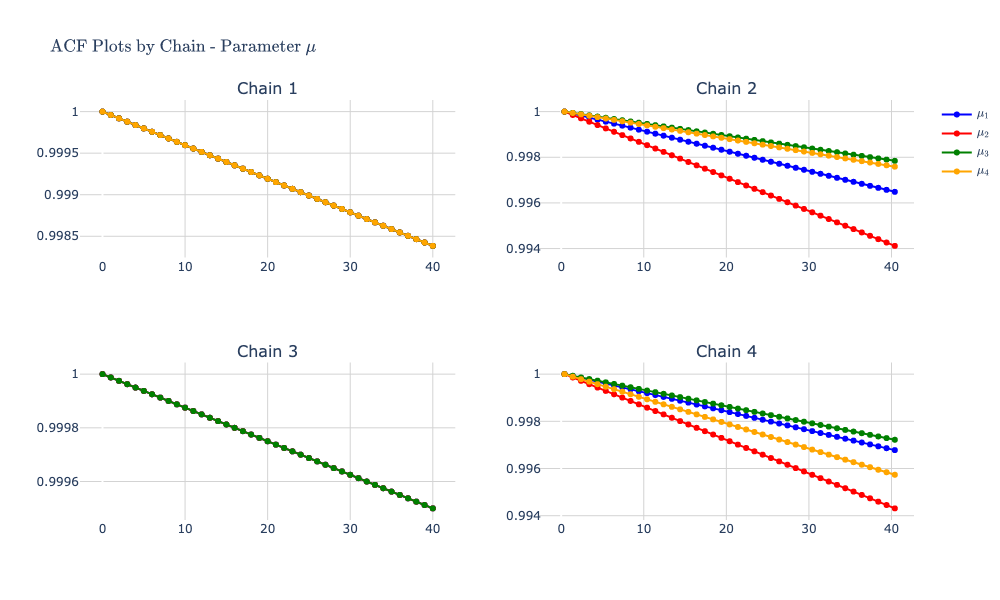 ACF Plots by Chain - Parameter μ
Chain 1
1
0.9995
0.999
0.9985
0 10 20 30 40
Chain 2
1
0.998
0.996
0.994
0 10 20 30 40
μ₁
μ₂
μ₃
μ₄
Chain 3
1
0.9998
0.9996
0 10 20 30 40
Chain 4
1
0.998
0.996
0.994
0 10 20 30 40